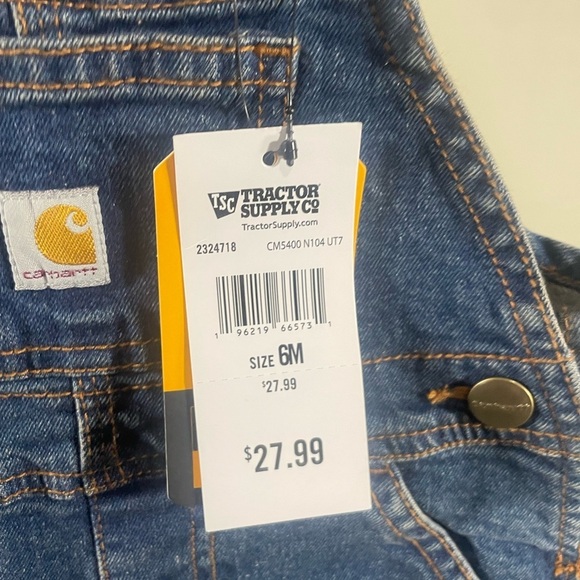 TSC TRACTOR
SUPPLY CO
TractorSupply.com
2324718 CM5400 N104 UT7
1 96219 66573 1
SIZE 6M
$27.99
$27.99
carhartt